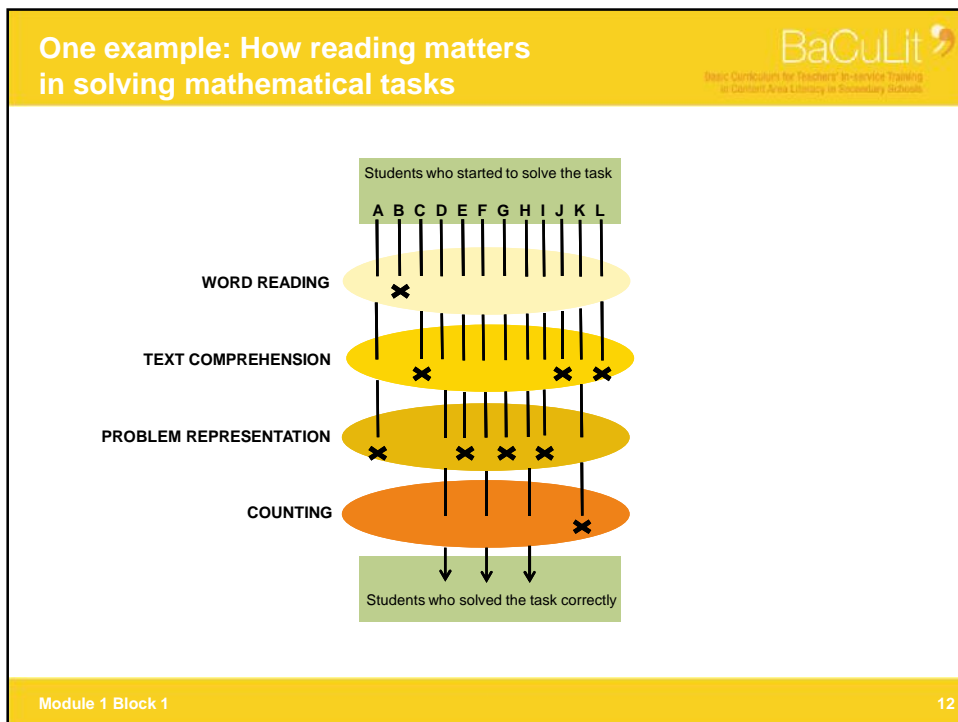 One example: How reading matters
in solving mathematical tasks
BaCuLit
Basic Curriculum for Teachers' In-service Training
in Content Area Literacy in Secondary Schools
Students who started to solve the task
A B C D E F G H I J K L
WORD READING
TEXT COMPREHENSION
PROBLEM REPRESENTATION
COUNTING
Students who solved the task correctly
Module 1 Block 1
12